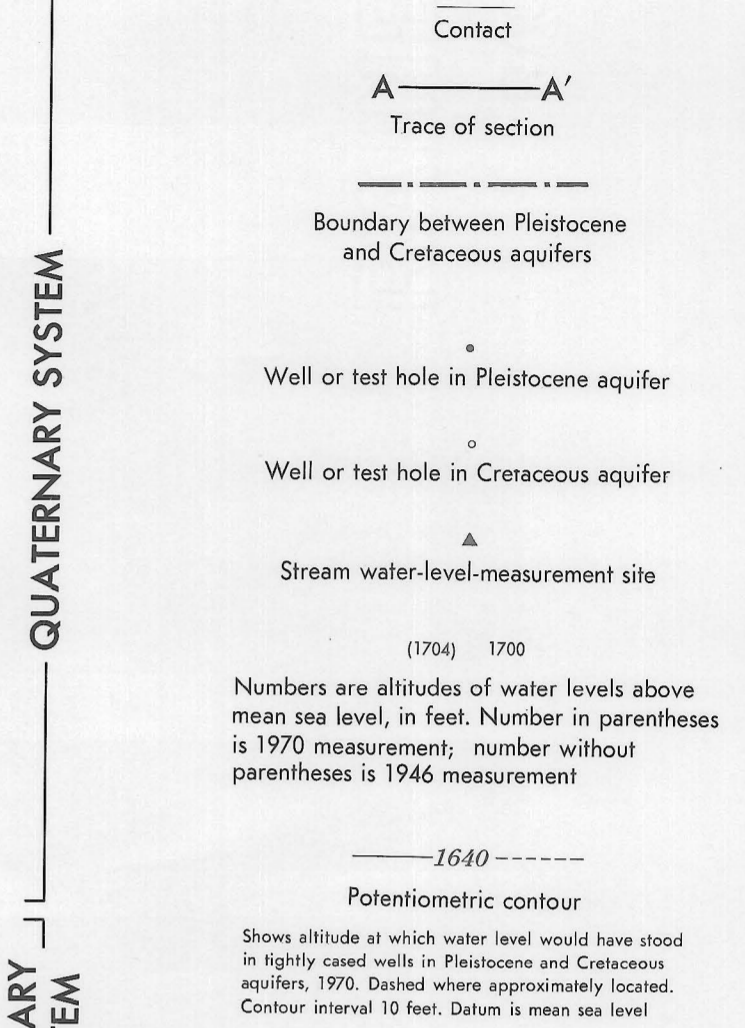 Contact
A A′
Trace of section
Boundary between Pleistocene
and Cretaceous aquifers
Well or test hole in Pleistocene aquifer
Well or test hole in Cretaceous aquifer
Stream water-level-measurement site
(1704) 1700
Numbers are altitudes of water levels above
mean sea level, in feet. Number in parentheses
is 1970 measurement; number without
parentheses is 1946 measurement
1640
Potentiometric contour
Shows altitude at which water level would have stood
in tightly cased wells in Pleistocene and Cretaceous
aquifers, 1970. Dashed where approximately located.
Contour interval 10 feet. Datum is mean sea level
QUATERNARY SYSTEM
ARY
EM